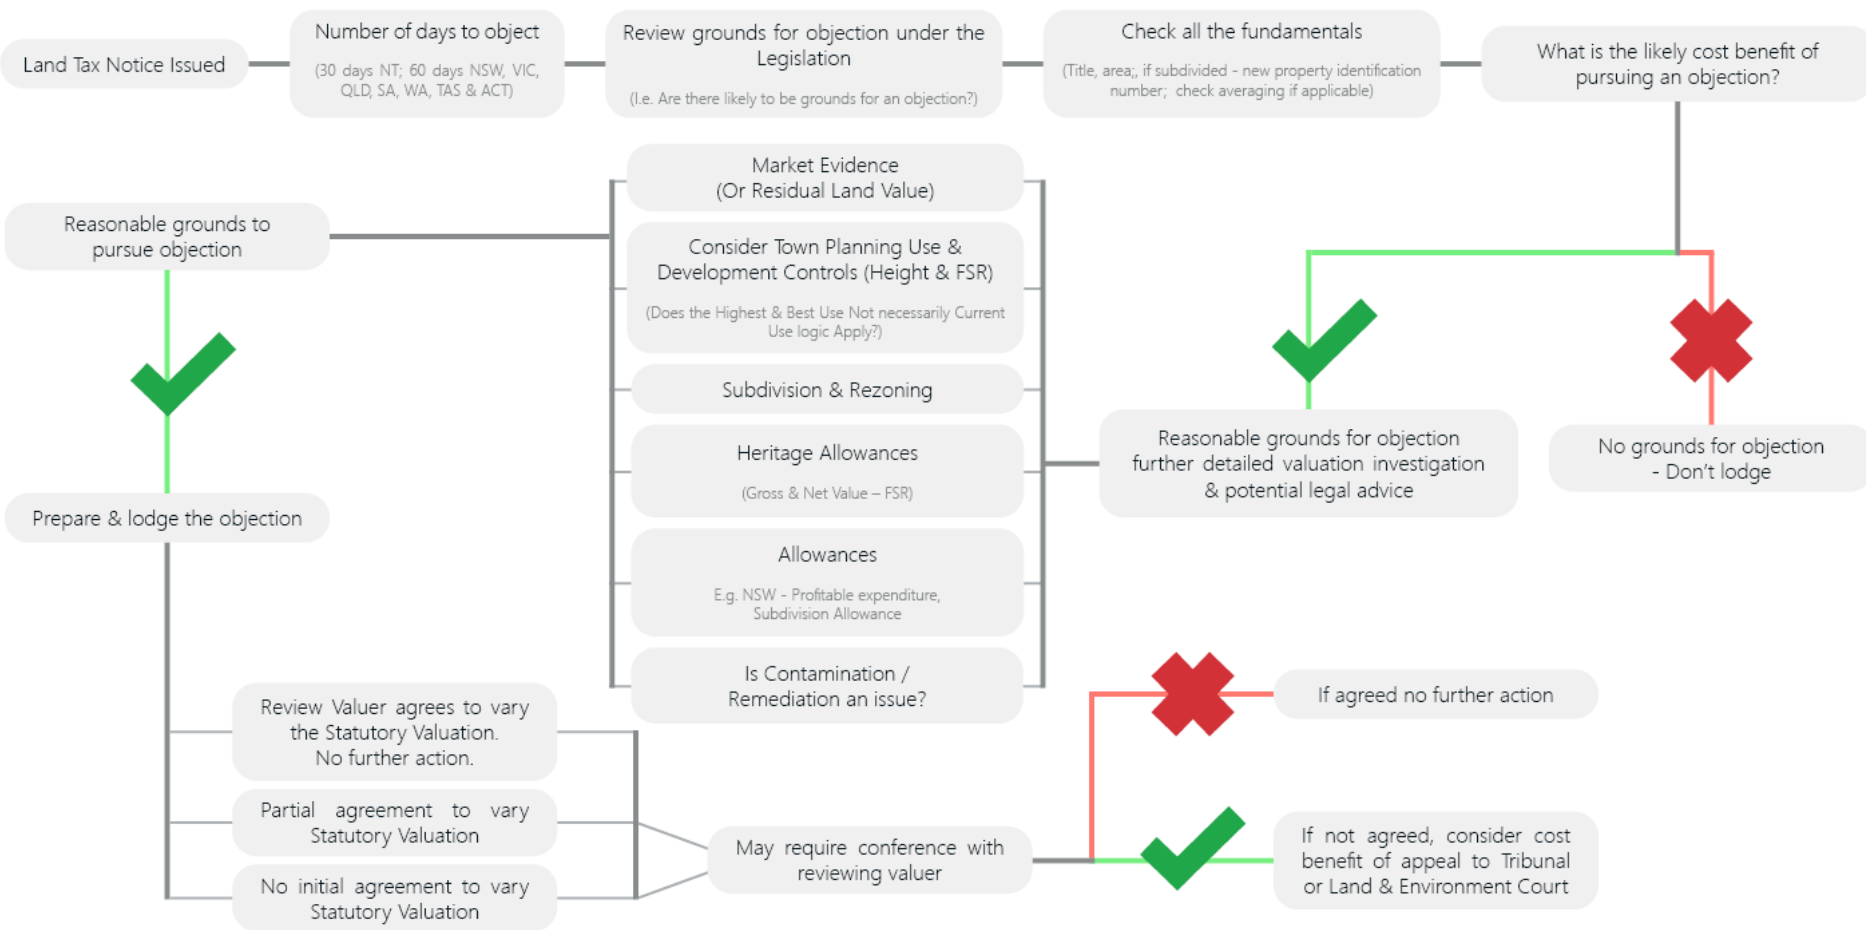 Land Tax Notice Issued
Number of days to object
(30 days NT; 60 days NSW, VIC,
QLD, SA, WA, TAS & ACT)
Review grounds for objection under the
Legislation
(I.e. Are there likely to be grounds for an objection?)
Check all the fundamentals
(Title, area;, if subdivided - new property identification
number; check averaging if applicable)
What is the likely cost benefit of
pursuing an objection?
Reasonable grounds for objection
further detailed valuation investigation
& potential legal advice
No grounds for objection
- Don't lodge
Market Evidence
(Or Residual Land Value)
Consider Town Planning Use &
Development Controls (Height & FSR)
(Does the Highest & Best Use Not necessarily Current
Use logic Apply?)
Subdivision & Rezoning
Heritage Allowances
(Gross & Net Value – FSR)
Allowances
E.g. NSW - Profitable expenditure,
Subdivision Allowance
Is Contamination /
Remediation an issue?
Reasonable grounds to
pursue objection
Prepare & lodge the objection
Review Valuer agrees to vary
the Statutory Valuation.
No further action.
Partial agreement to vary
Statutory Valuation
No initial agreement to vary
Statutory Valuation
May require conference with
reviewing valuer
If agreed no further action
If not agreed, consider cost
benefit of appeal to Tribunal
or Land & Environment Court